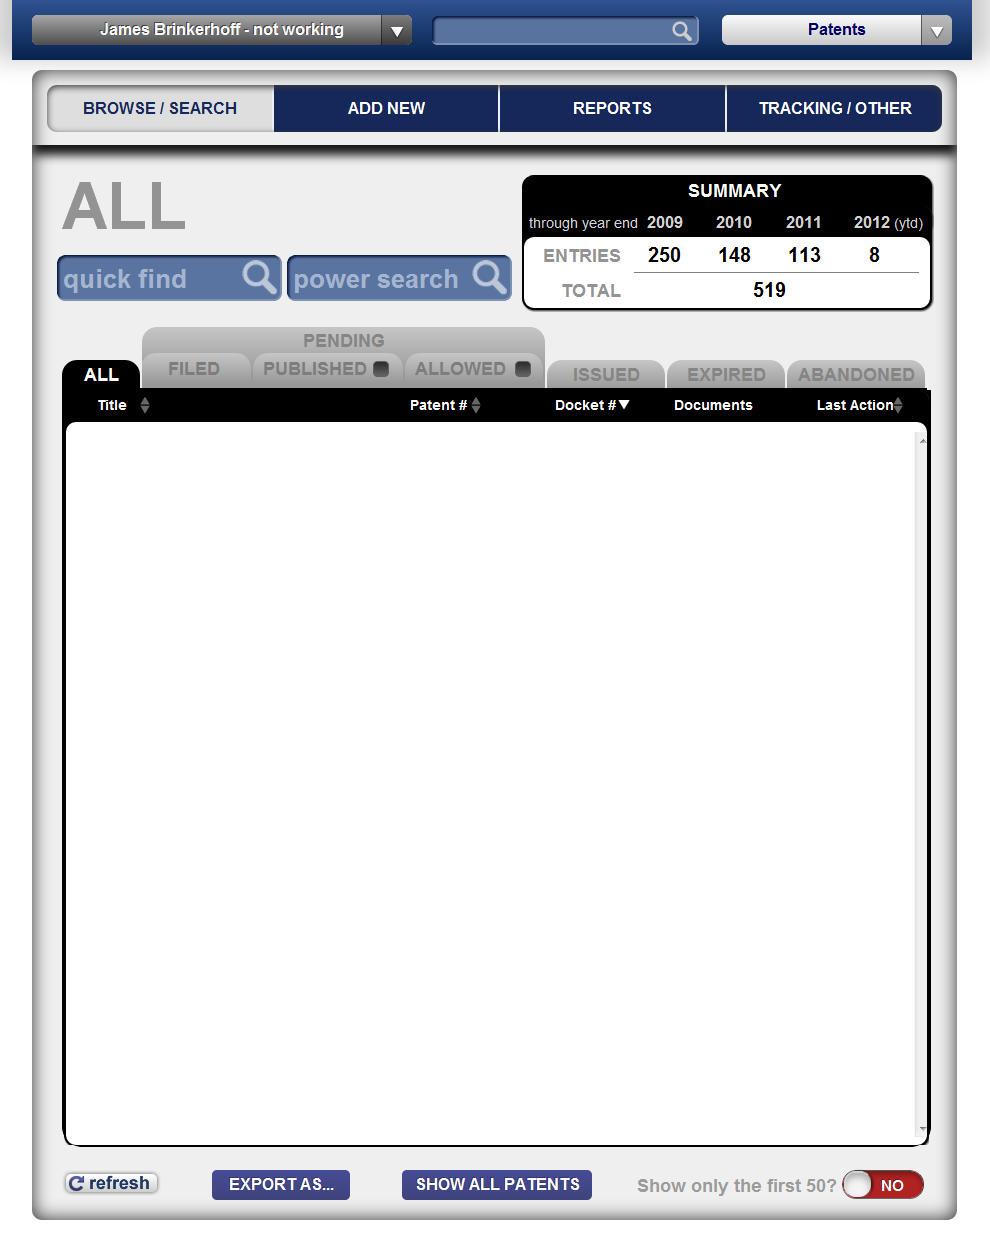 James Brinkerhoff - not working
Patents
BROWSE / SEARCH
ADD NEW
REPORTS
TRACKING / OTHER
ALL
SUMMARY
through year end 2009 2010 2011 2012 (ytd)
ENTRIES 250 148 113 8
TOTAL 519
quick find
power search
PENDING
ALL FILED PUBLISHED ALLOWED ISSUED EXPIRED ABANDONED
Title Patent # Docket # Documents Last Action
refresh
EXPORT AS...
SHOW ALL PATENTS
Show only the first 50? NO